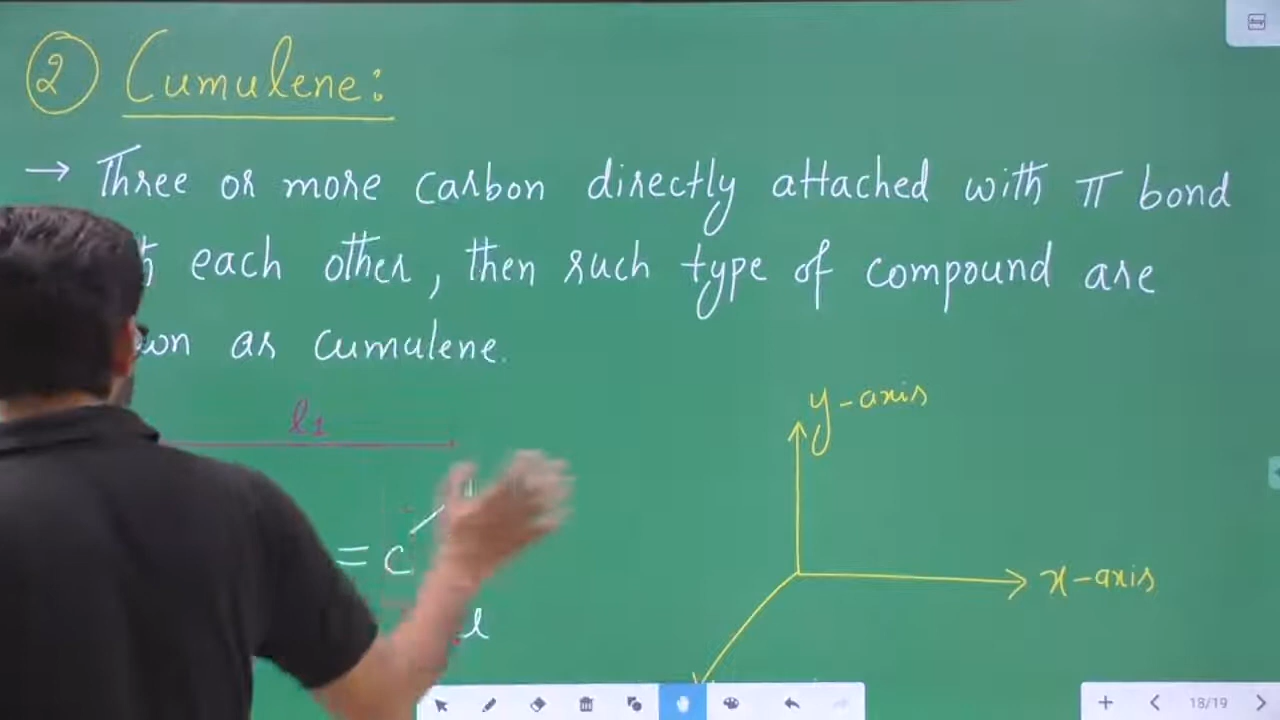 ② Cumulene:
→ Three or more carbon directly attached with π bond
each other, then such type of compound are
as cumulene.
l1
y-axis
= C
x-axis
l
18/19